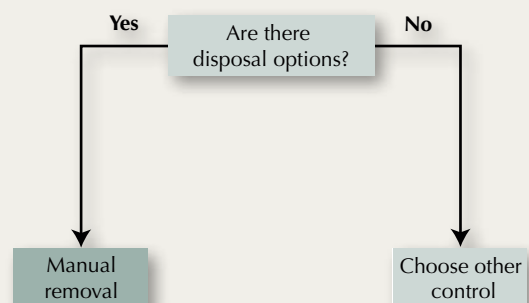 Yes
Are there
disposal options?
No
Manual
removal
Choose other
control